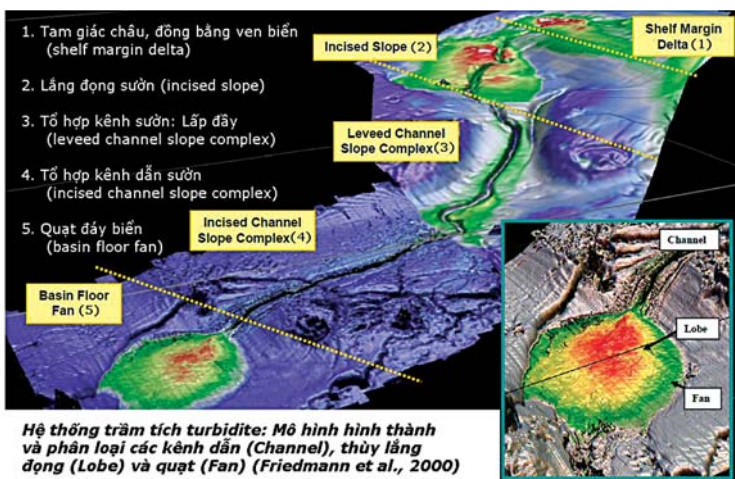 1. Tam giác châu, đồng bằng ven biển
(shelf margin delta)
2. Lắng đọng sườn (incised slope)
3. Tổ hợp kênh sườn: Lấp đầy
(leveed channel slope complex)
4. Tổ hợp kênh dẫn sườn
(incised channel slope complex)
5. Quạt đáy biển
(basin floor fan)
Shelf Margin
Delta (1)
Incised Slope (2)
Leveed Channel
Slope Complex(3)
Incised Channel
Slope Complex(4)
Basin Floor
Fan (5)
Channel
Lobe
Fan
Hệ thống trầm tích turbidite: Mô hình hình thành
và phân loại các kênh dẫn (Channel), thùy lắng
đọng (Lobe) và quạt (Fan) (Friedmann et al., 2000)